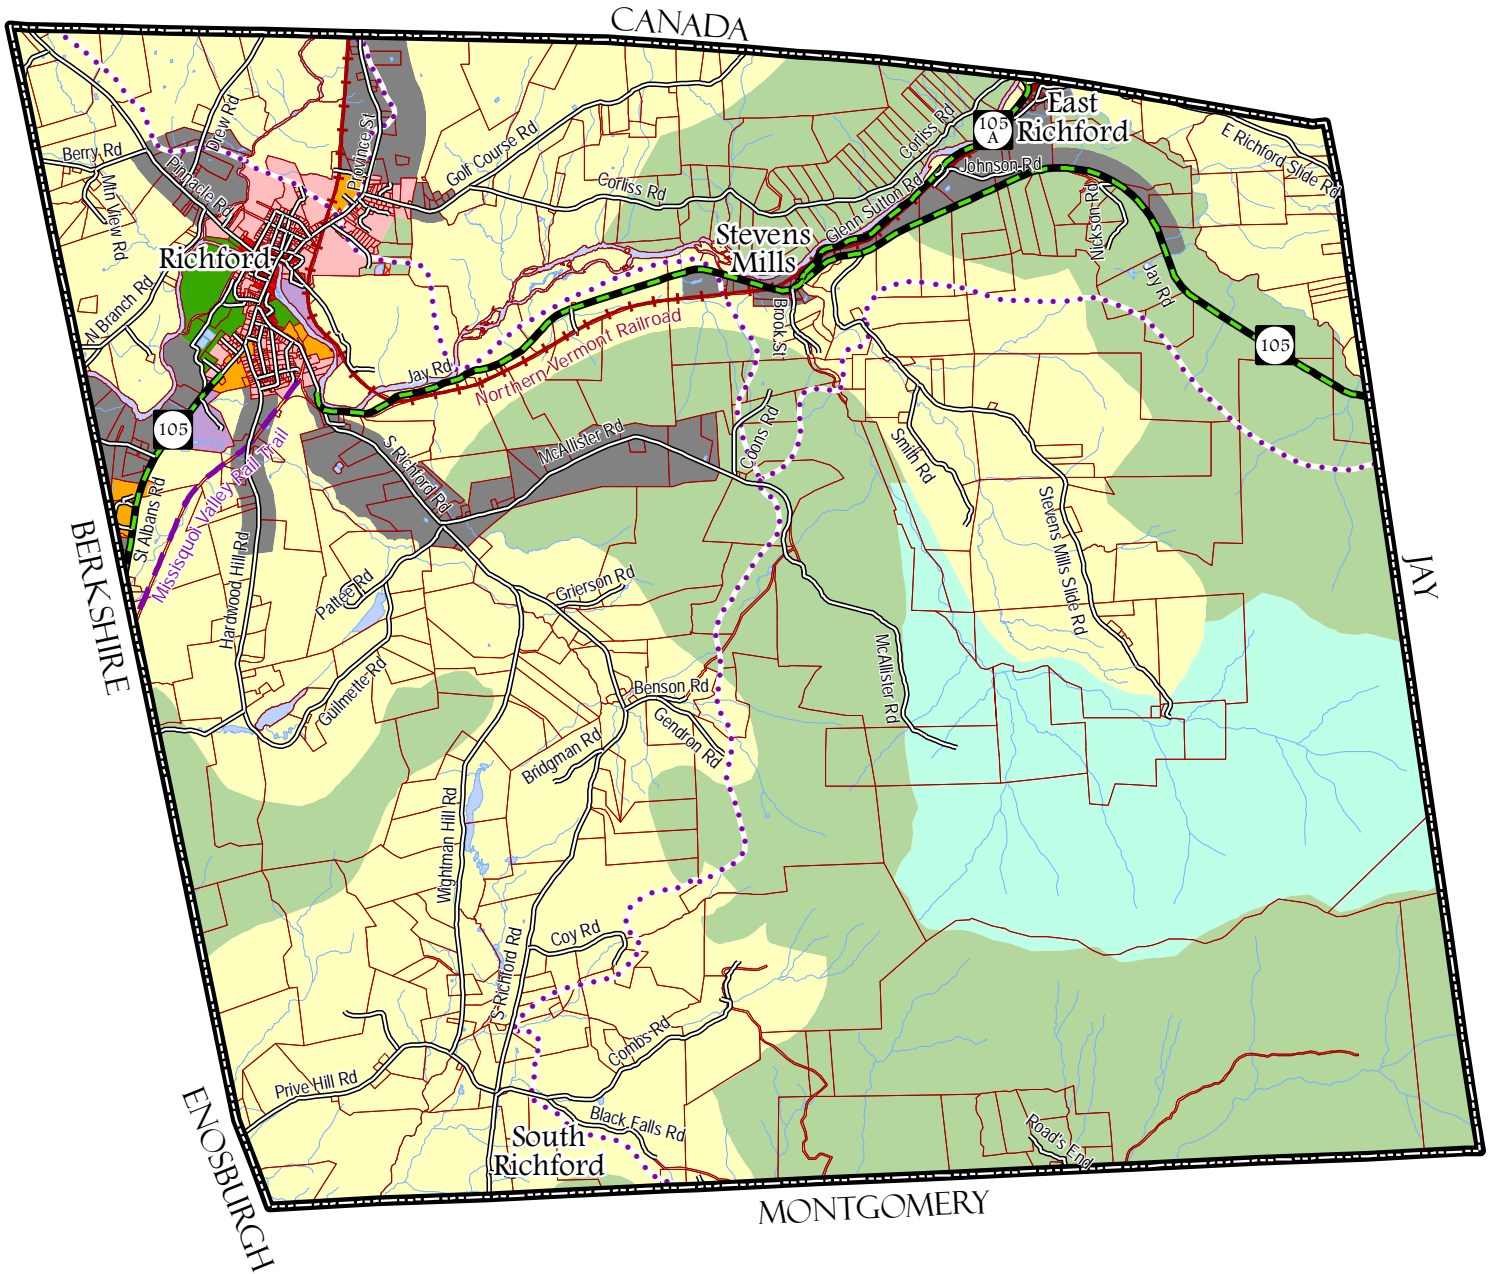 CANADA
East
Richford
105
A
Drew Rd
Province St
Golf Course Rd
Corliss Rd
Johnson Rd
E Richford Slide Rd
Berry Rd
Pinnacle Rd
Mtn View Rd
Corliss Rd
Glenn Sutton Rd
Nickson Rd
Richford
Stevens
Mills
N Branch Rd
Jay Rd
Brook St
Northern Vermont Railroad
Jay Rd
105
105
S Richford Rd
McAllister Rd
Coons Rd
Smith Rd
St Albans Rd
Missisquoi Valley Rail Trail
Stevens Mills Slide Rd
BERKSHIRE
JAY
Hardwood Hill Rd
Pattee Rd
Grierson Rd
McAllister Rd
Guilmette Rd
Benson Rd
Gendron Rd
Bridgman Rd
Wightman Hill Rd
Coy Rd
S Richford Rd
Combs Rd
Prive Hill Rd
Black Falls Rd
Road's End
South
Richford
ENOSBURGH
MONTGOMERY